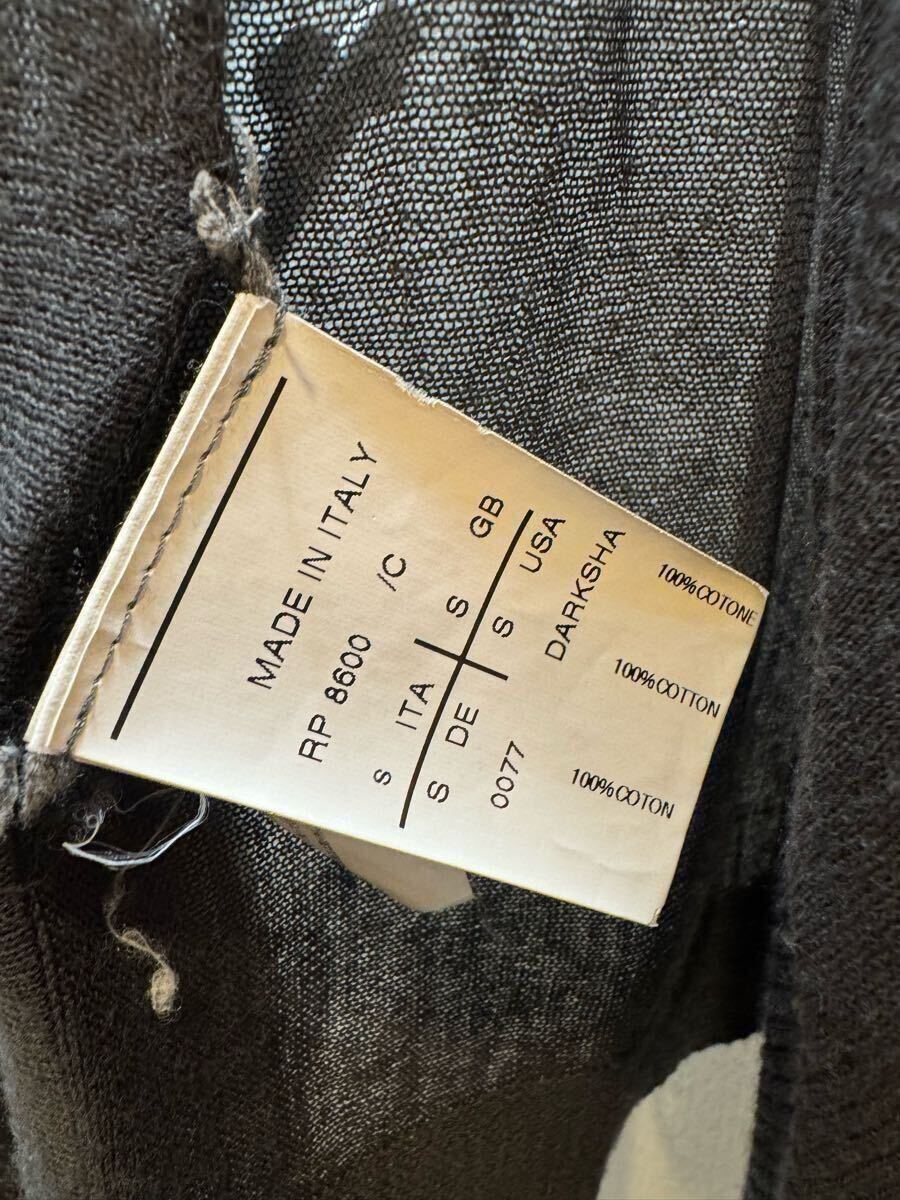 MADE IN ITALY
RP 8600 /C
S ITA S GB
S DE S USA
0077 DARKSHA
100%COTON 100%COTTON 100%COTONE